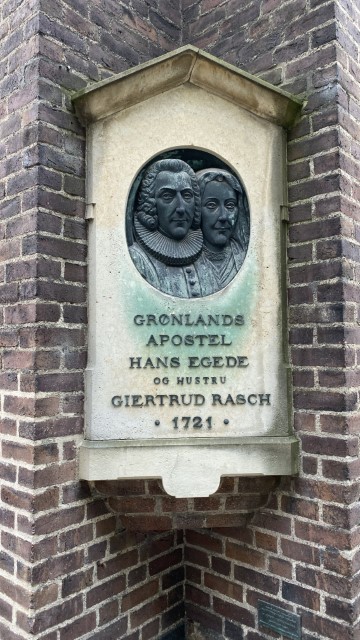 GRØNLANDS
APOSTEL
HANS EGEDE
OG HUSTRU
GIERTRUD RASCH
• 1721 •